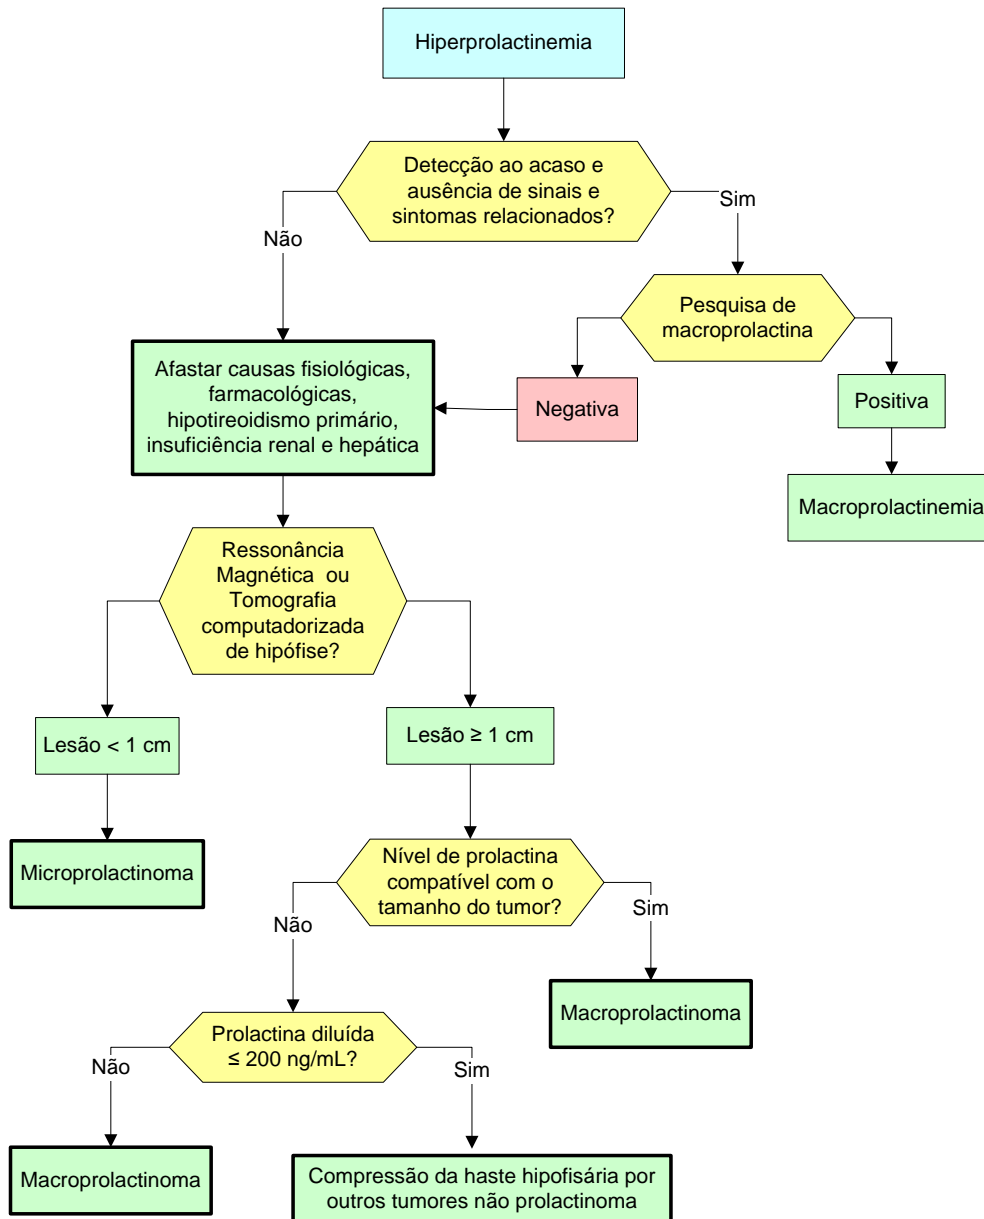 Hiperprolactinemia
Detecção ao acaso e
ausência de sinais e
sintomas relacionados?
Não
Sim
Pesquisa de
macroprolactina
Afastar causas fisiológicas,
farmacológicas,
hipotireoidismo primário,
insuficiência renal e hepática
Negativa
Positiva
Macroprolactinemia
Ressonância
Magnética ou
Tomografia
computadorizada
de hipófise?
Lesão < 1 cm
Lesão ≥ 1 cm
Microprolactinoma
Nível de prolactina
compatível com o
tamanho do tumor?
Não
Sim
Macroprolactinoma
Prolactina diluída
≤ 200 ng/mL?
Não
Sim
Macroprolactinoma
Compressão da haste hipofisária por
outros tumores não prolactinoma